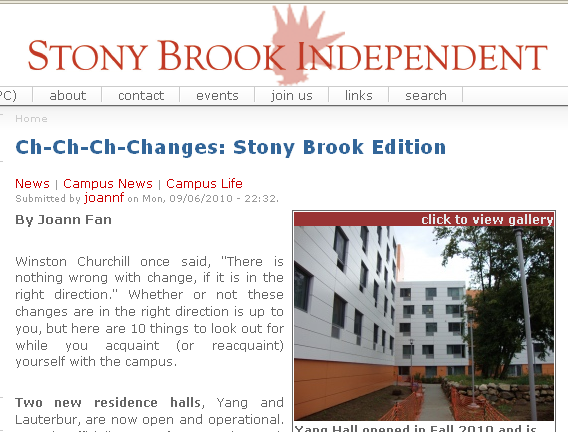 STONY BROOK INDEPENDENT
PC) about contact events join us links search
Home
Ch-Ch-Ch-Changes: Stony Brook Edition
News | Campus News | Campus Life
Submitted by joannf on Mon, 09/06/2010 - 22:32.
By Joann Fan
Winston Churchill once said, "There is
nothing wrong with change, if it is in the
right direction." Whether or not these
changes are in the right direction is up to
you, but here are 10 things to look out for
while you acquaint (or reacquaint)
yourself with the campus.
Two new residence halls, Yang and
Lauterbur, are now open and operational.
click to view gallery
Yang Hall opened in Fall 2010 and is